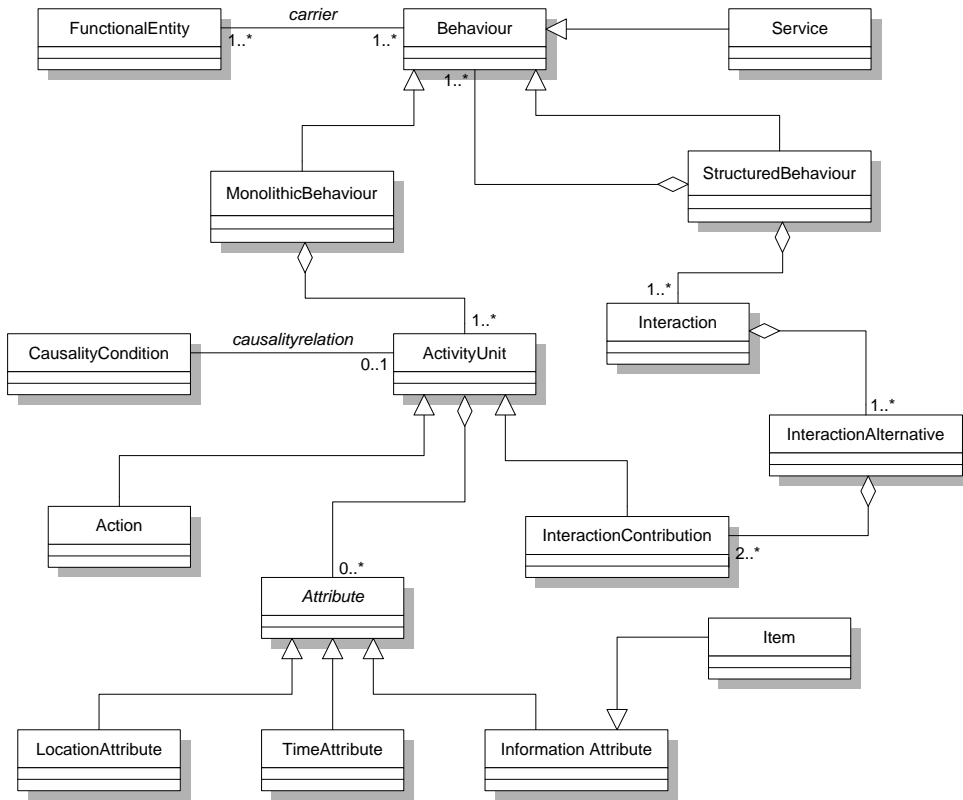 FunctionalEntity
carrier
1..*
1..*
Behaviour
Service
1..*
MonolithicBehaviour
StructuredBehaviour
1..*
Interaction
1..*
CausalityCondition
causalityrelation
0..1
ActivityUnit
1..*
InteractionAlternative
Action
InteractionContribution
2..*
0..*
Attribute
Item
LocationAttribute
TimeAttribute
Information Attribute